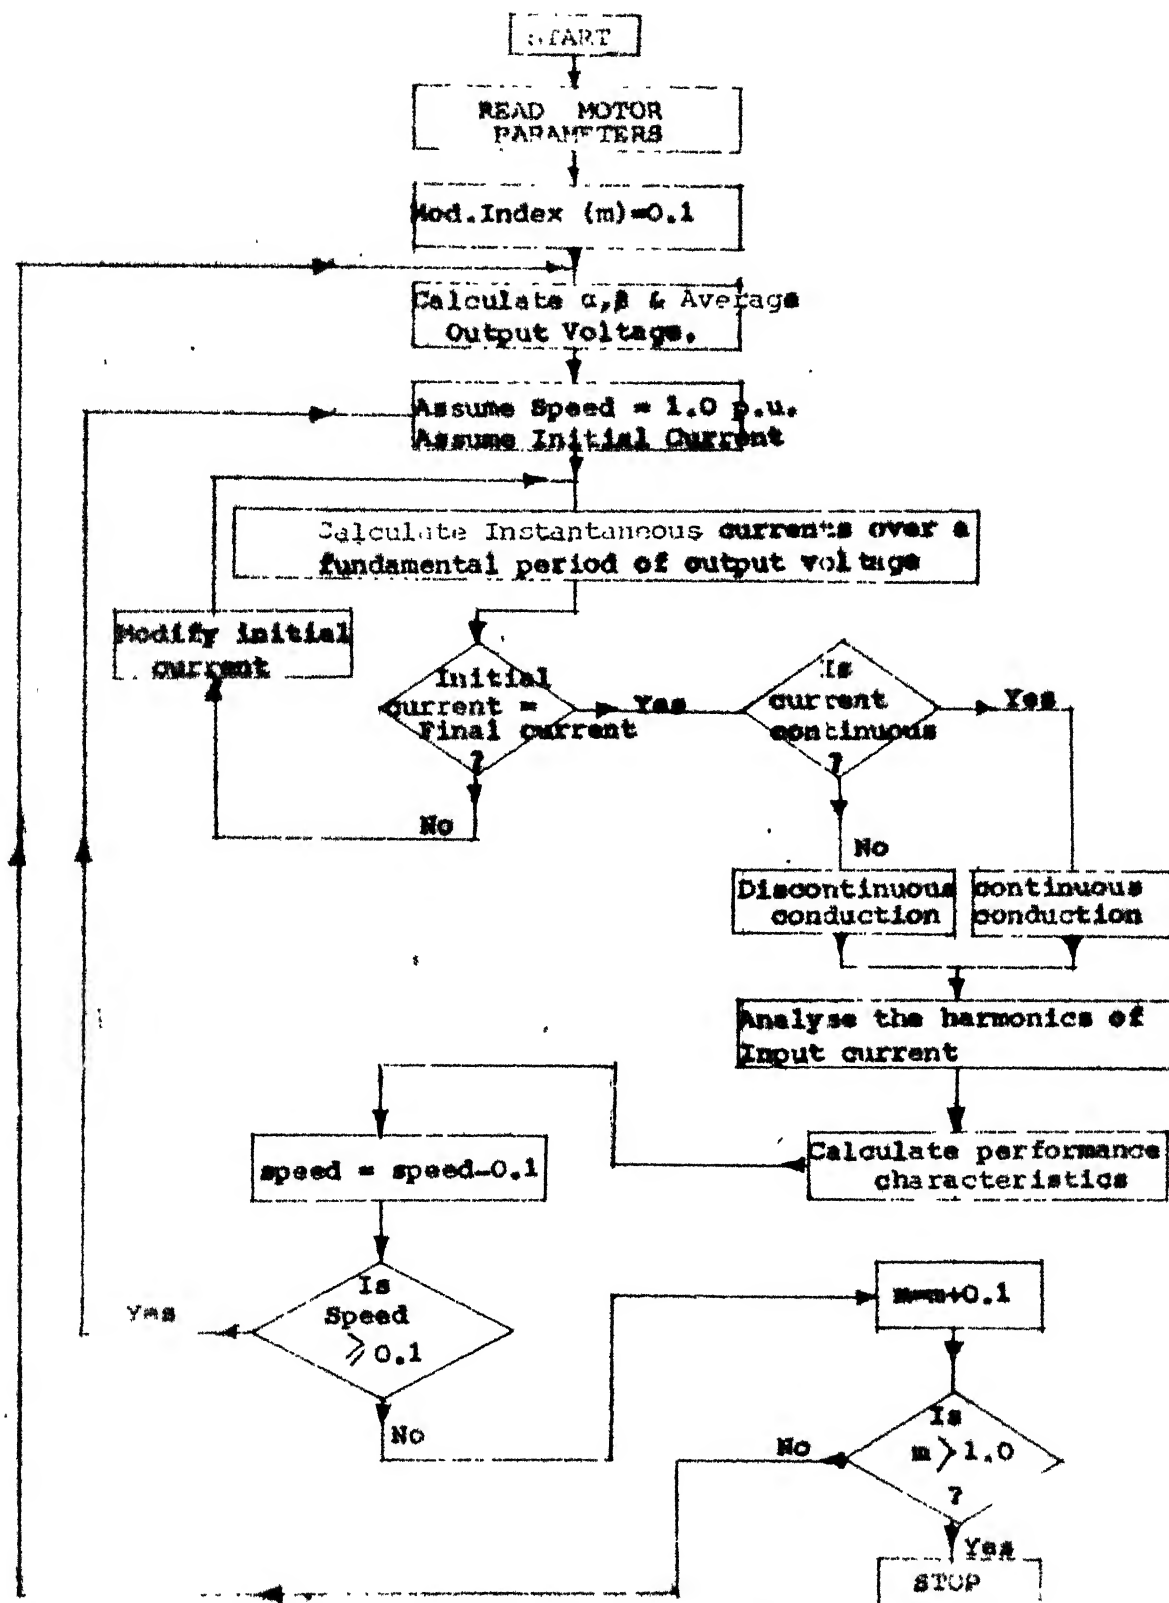 START
READ MOTOR
PARAMETERS
Mod.Index (m)=0.1
Calculate α,β & Average
Output Voltage.
Assume Speed = 1.0 p.u.
Assume Initial Current
Calculate Instantaneous currents over a
fundamental period of output voltage
Modify initial
current
Initial
current =
Final current
?
Yes
Is
current
continuous
?
Yes
No
No
Discontinuous
conduction
continuous
conduction
Analyse the harmonics of
Input current
Calculate performance
characteristics
speed = speed-0.1
Is
Speed
⩾ 0.1
Yes
No
m=m+0.1
Is
m > 1.0
?
No
Yes
STOP